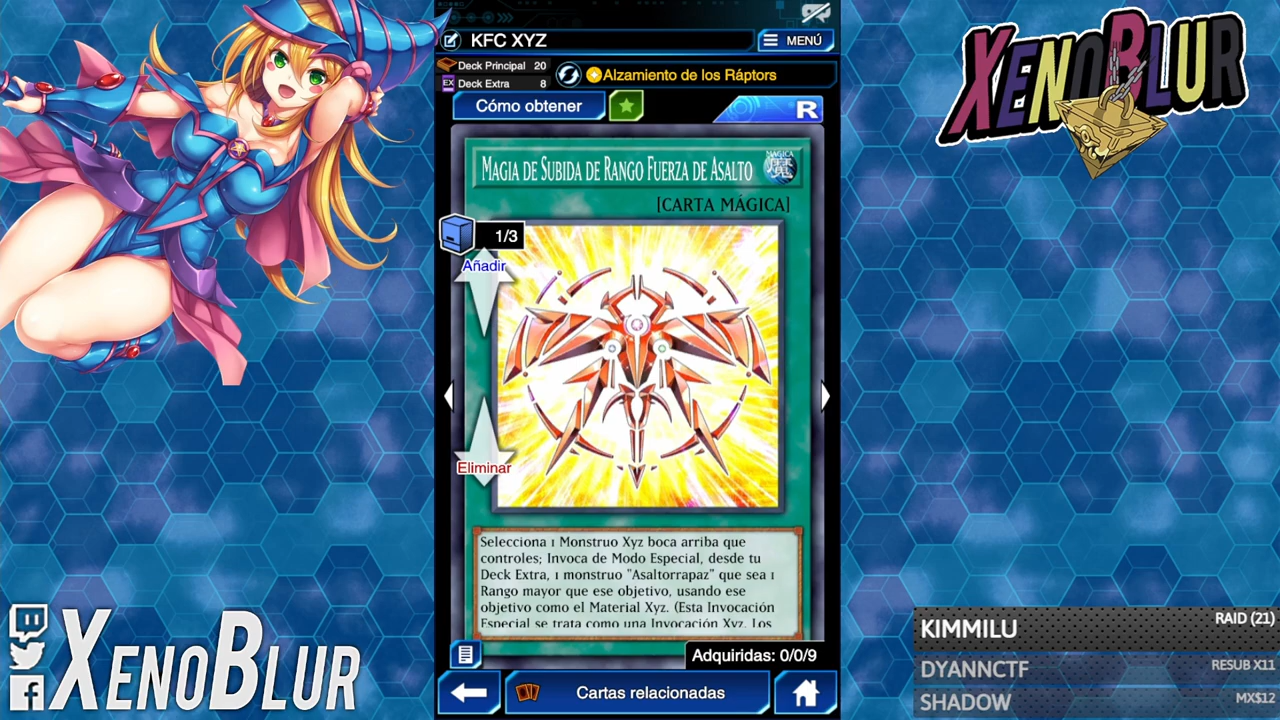 KFC XYZ
MENÚ
Deck Principal 20
EX Deck Extra 8
Alzamiento de los Ráptors
Cómo obtener
R
XENOBLUR
MAGIA DE SUBIDA DE RANGO FUERZA DE ASALTO
MÁGICA
[CARTA MÁGICA]
1/3
Añadir
Eliminar
Selecciona 1 Monstruo Xyz boca arriba que
controles; Invoca de Modo Especial, desde tu
Deck Extra, 1 monstruo "Asaltorrapaz" que sea 1
Rango mayor que ese objetivo, usando ese
objetivo como el Material Xyz. (Esta Invocación
Especial se trata como una Invocación Xyz. Los
Adquiridas: 0/0/9
Cartas relacionadas
XENOBLUR
KIMMILU RAID (21)
DYANNCTF RESUB X11
SHADOW MX$12